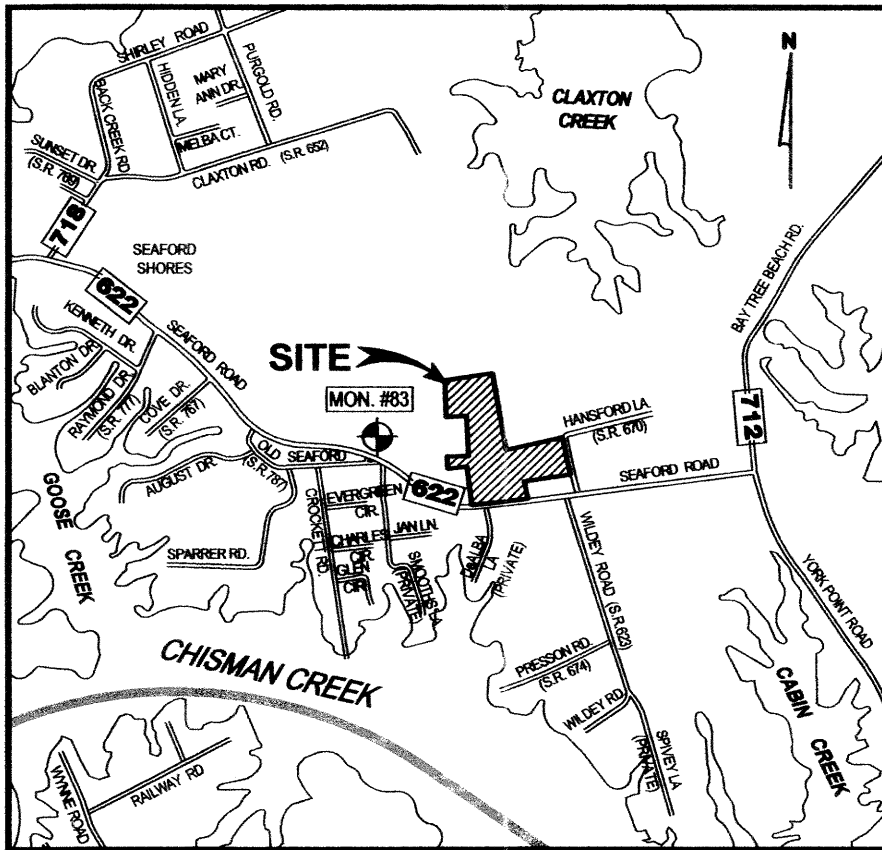 SHIRLEY ROAD
N
PURGOLD RD.
MARY
ANN DR.
HIDDEN LA.
BACK CREEK RD
CLAXTON
CREEK
MELBA CT.
SUNSET DR.
(S.R. 789)
CLAXTON RD. (S.R. 652)
718
SEAFORD
SHORES
BAY TREE BEACH RD.
622
KENNETH DR.
SEAFORD ROAD
BLANTON DR.
RAYMOND DR.
(S.R. 777)
COVE DR.
(S.R. 767)
SITE
MON. #83
HANSFORD LA.
(S.R. 670)
712
OLD SEAFORD
SEAFORD ROAD
AUGUST DR.
(S.R. 787)
622
GOOSE CREEK
CROCKETT RD.
EVERGREEN
CIR.
CHARLES
CIR.
JAN LN.
GLEN
CIR.
SMOOTHS LA.
(PRIVATE)
DALBA
LA
(PRIVATE)
SPARRER RD.
WILDEY ROAD (S.R.623)
YORK POINT ROAD
CHISMAN CREEK
PRESSON RD.
(S.R. 674)
WILDEY RD.
SPIVEY LA
(PRIVATE)
CABIN CREEK
WYNNE ROAD
RAILWAY RD